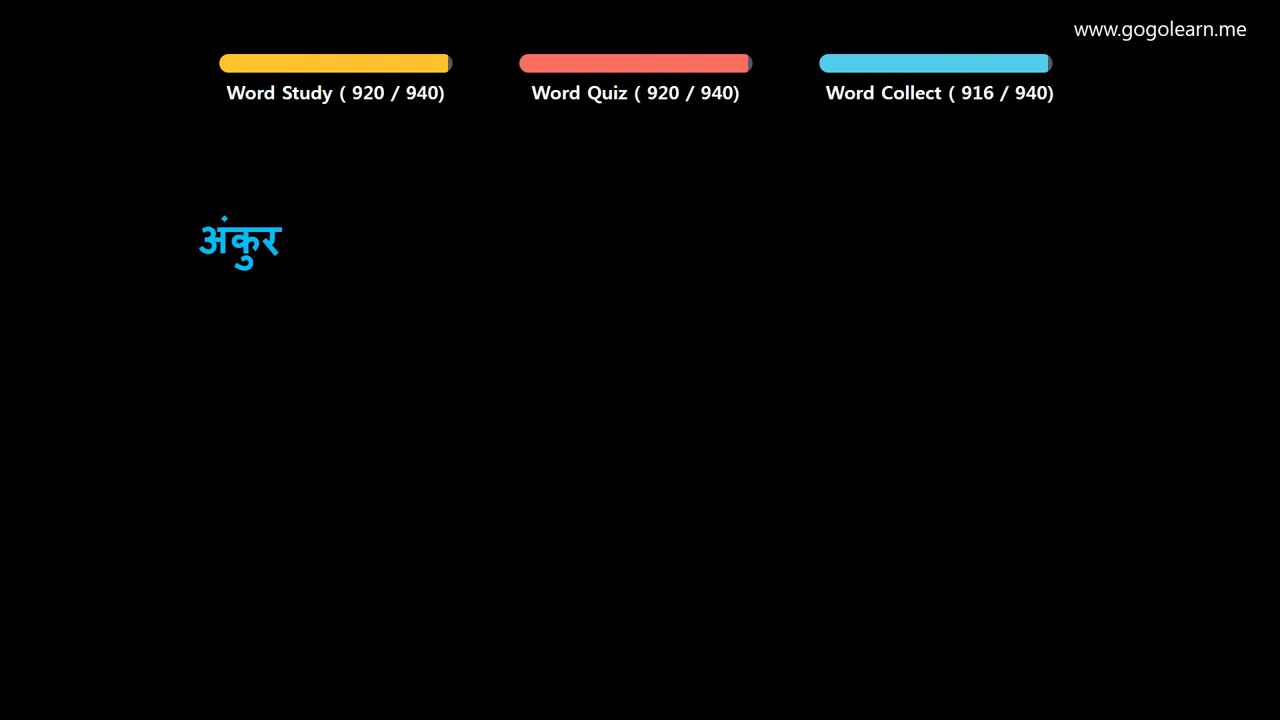 www.gogolearn.me
Word Study ( 920 / 940)
Word Quiz ( 920 / 940)
Word Collect ( 916 / 940)
अंकुर